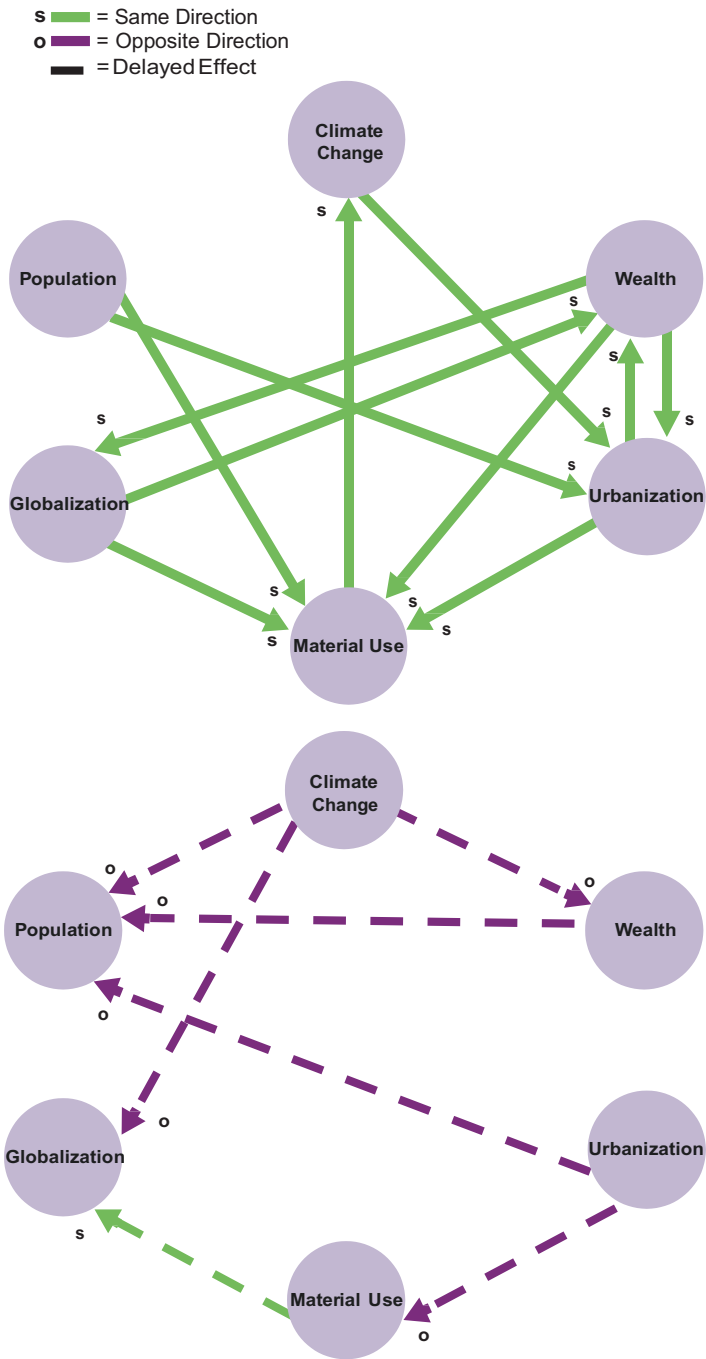 s = Same Direction
o = Opposite Direction
= Delayed Effect
Climate
Change
s
Population
Wealth
s
s
s
s
s
s
Globalization
Urbanization
s
s
s
s
Material Use
Climate
Change
o
o
o
Population
Wealth
o
o
Globalization
Urbanization
s
Material Use
o